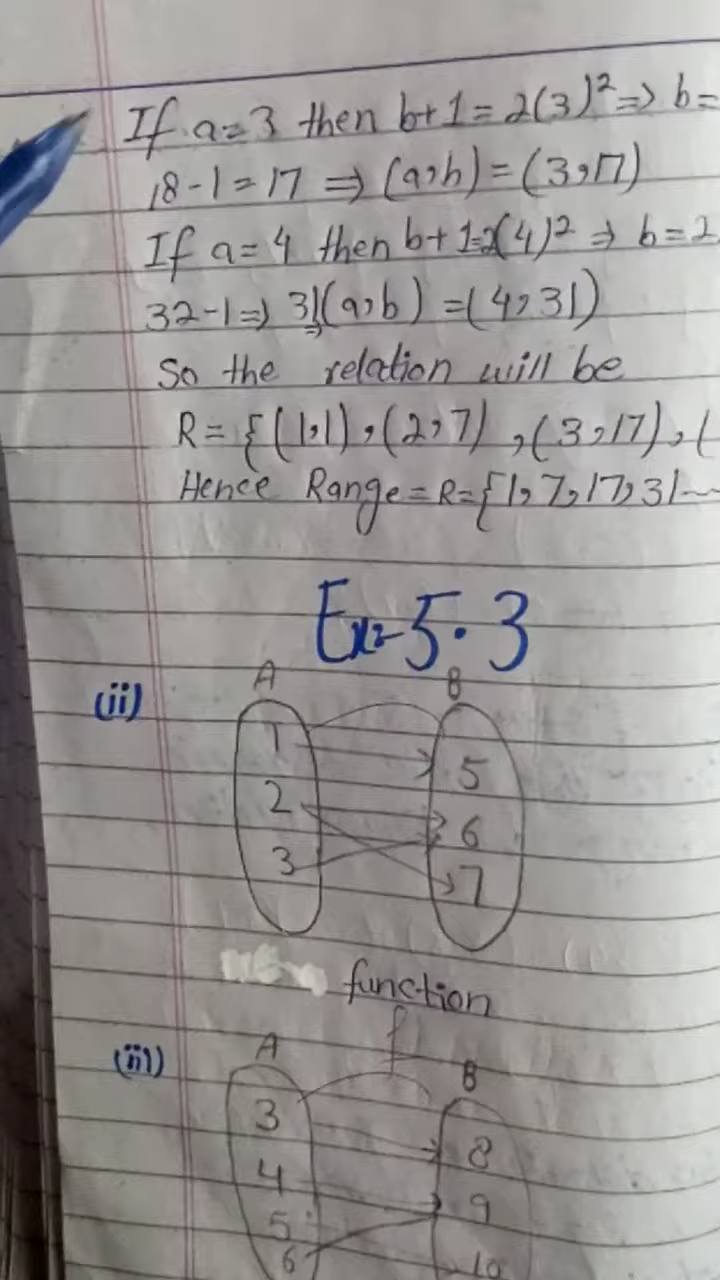 If a=3 then b+1=2(3)²⇒ b=
18-1=17 ⇒ (a,b)=(3,17)
If a=4 then b+1=2(4)² ⇒ b=2
32-1⇒ 31⇒(a,b) =(4,31)
So the relation will be
R={(1,1),(2,7),(3,17),(
Hence Range=R={1,7,17,31--
Ex-5.3
(ii)
A B
1 5
2 6
3 7
function
(iii)
f
A B
3 8
4 9
5
6 10